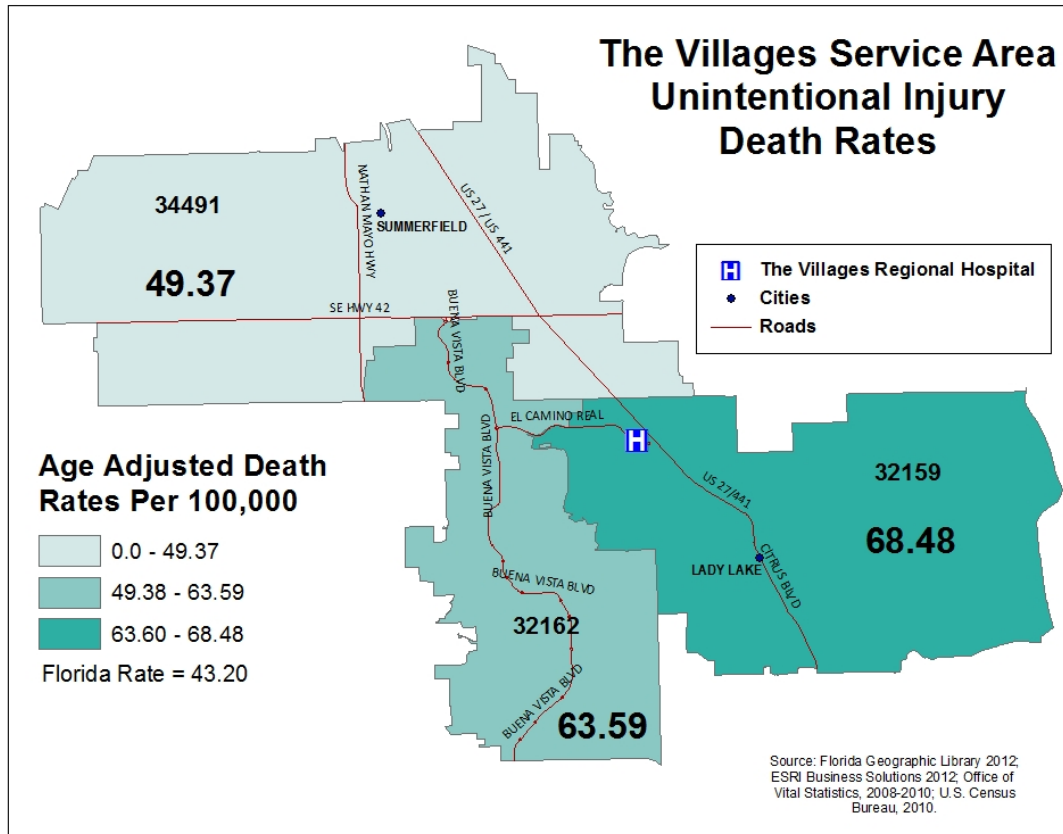 The Villages Service Area
Unintentional Injury
Death Rates
34491
NATHAN MAYO HWY
SUMMERFIELD
US 27 / US 441
49.37
H The Villages Regional Hospital
Cities
Roads
SE HWY 42
BUENA VISTA BLVD
EL CAMINO REAL
H
BUENA VISTA BLVD
Age Adjusted Death
Rates Per 100,000
0.0 - 49.37
49.38 - 63.59
63.60 - 68.48
Florida Rate = 43.20
32159
US 27/441
68.48
LADY LAKE
CITRUS BLVD
BUENA VISTA BLVD
32162
BUENA VISTA BLVD
63.59
Source: Florida Geographic Library 2012;
ESRI Business Solutions 2012; Office of
Vital Statistics, 2008-2010; U.S. Census
Bureau, 2010.